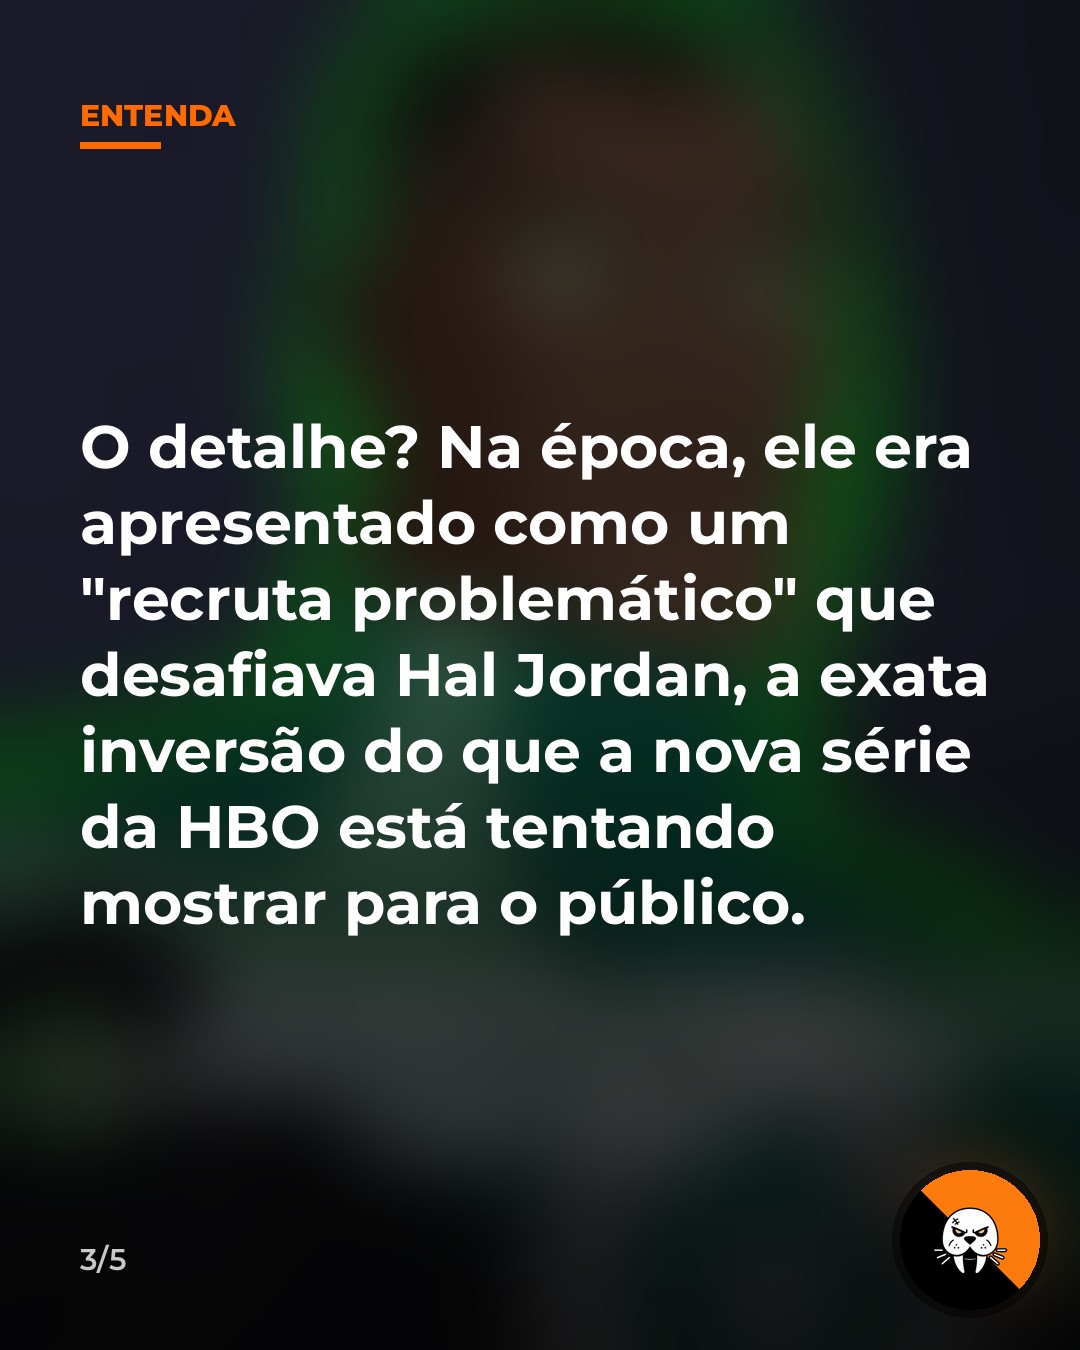 ENTENDA
O detalhe? Na época, ele era
apresentado como um
"recruta problemático" que
desafiava Hal Jordan, a exata
inversão do que a nova série
da HBO está tentando
mostrar para o público.
3/5